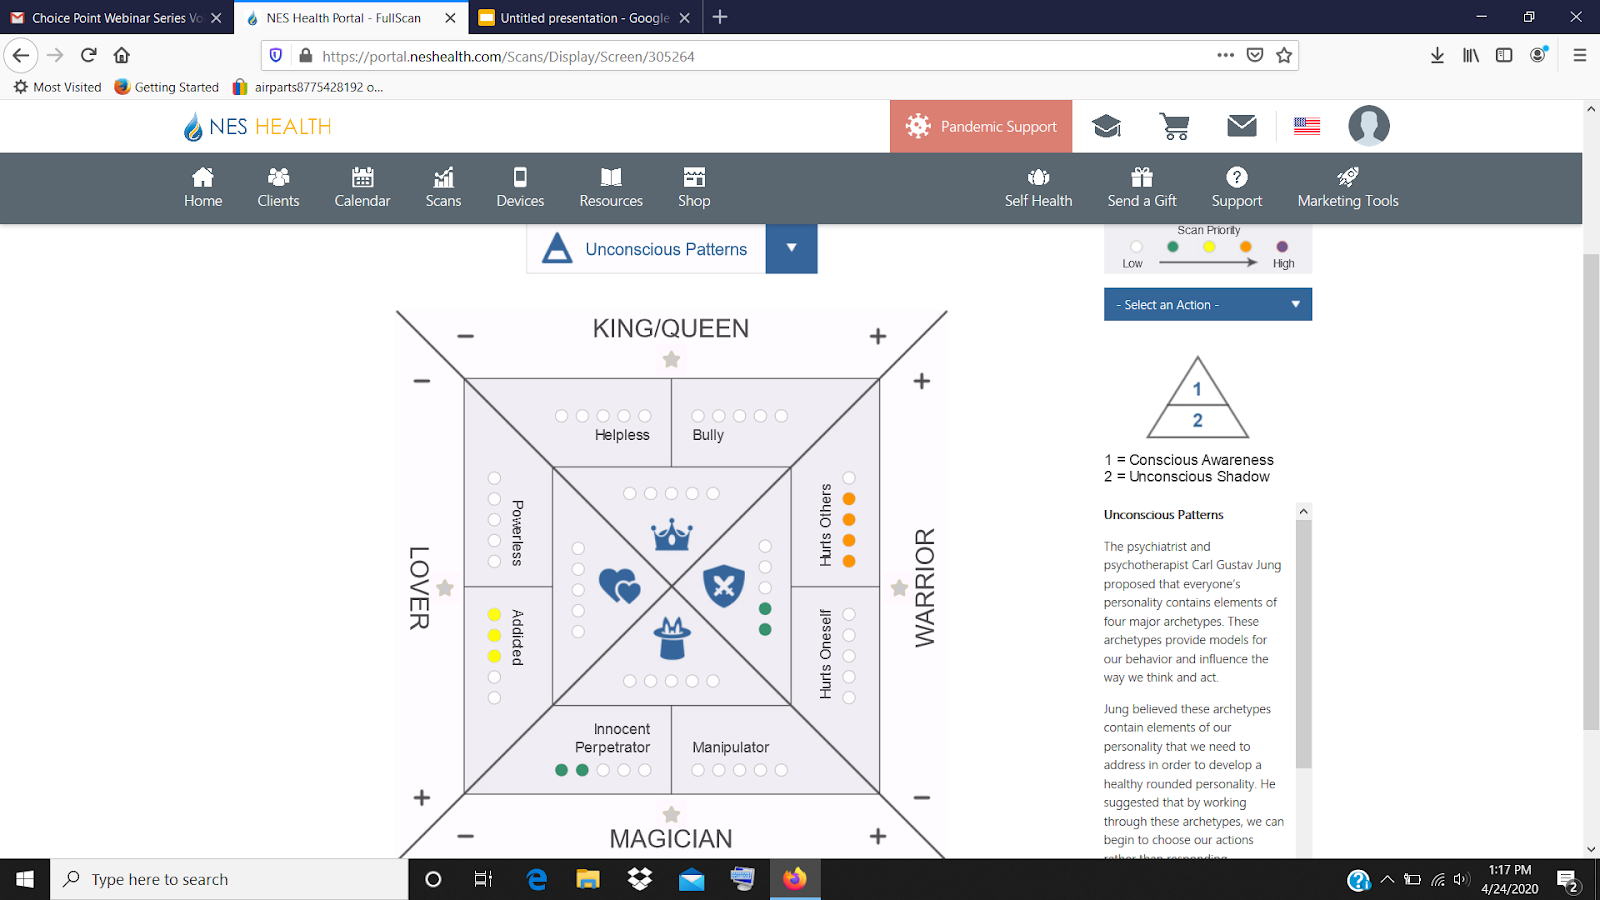 Choice Point Webinar Series Vo
NES Health Portal - FullScan
Untitled presentation - Google
https://portal.neshealth.com/Scans/Display/Screen/305264
Most Visited
Getting Started
airparts8775428192 o...
NES HEALTH
Pandemic Support
Home
Clients
Calendar
Scans
Devices
Resources
Shop
Self Health
Send a Gift
Support
Marketing Tools
Unconscious Patterns
Scan Priority
Low
High
- Select an Action -
KING/QUEEN
Helpless
Bully
Powerless
Hurts Others
LOVER
WARRIOR
Addicted
Hurts Oneself
Innocent
Perpetrator
Manipulator
MAGICIAN
1
2
1 = Conscious Awareness
2 = Unconscious Shadow
Unconscious Patterns
The psychiatrist and
psychotherapist Carl Gustav Jung
proposed that everyone's
personality contains elements of
four major archetypes. These
archetypes provide models for
our behavior and influence the
way we think and act.
Jung believed these archetypes
contain elements of our
personality that we need to
address in order to develop a
healthy rounded personality. He
suggested that by working
through these archetypes, we can
begin to choose our actions
rather than responding
Type here to search
1:17 PM
4/24/2020
2